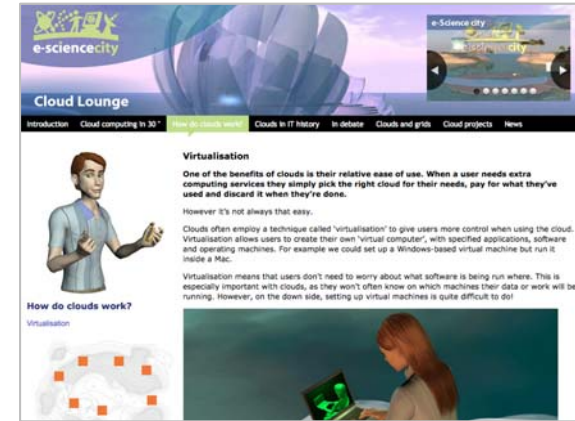 e-sciencecity
e-Science city
e-science city
Cloud Lounge
Introduction Cloud computing in 30" How do clouds work? Clouds in IT history In debate Clouds and grids Cloud projects News
Virtualisation
One of the benefits of clouds is their relative ease of use. When a user needs extra
computing services they simply pick the right cloud for their needs, pay for what they've
used and discard it when they're done.
However it's not always that easy.
Clouds often employ a technique called 'virtualisation' to give users more control when using the cloud.
Virtualisation allows users to create their own 'virtual computer', with specified applications, software
and operating machines. For example we could set up a Windows-based virtual machine but run it
inside a Mac.
Virtualisation means that users don't need to worry about what software is being run where. This is
especially important with clouds, as they won't often know on which machines their data or work will be
running. However, on the down side, setting up virtual machines is quite difficult to do!
How do clouds work?
Virtualisation